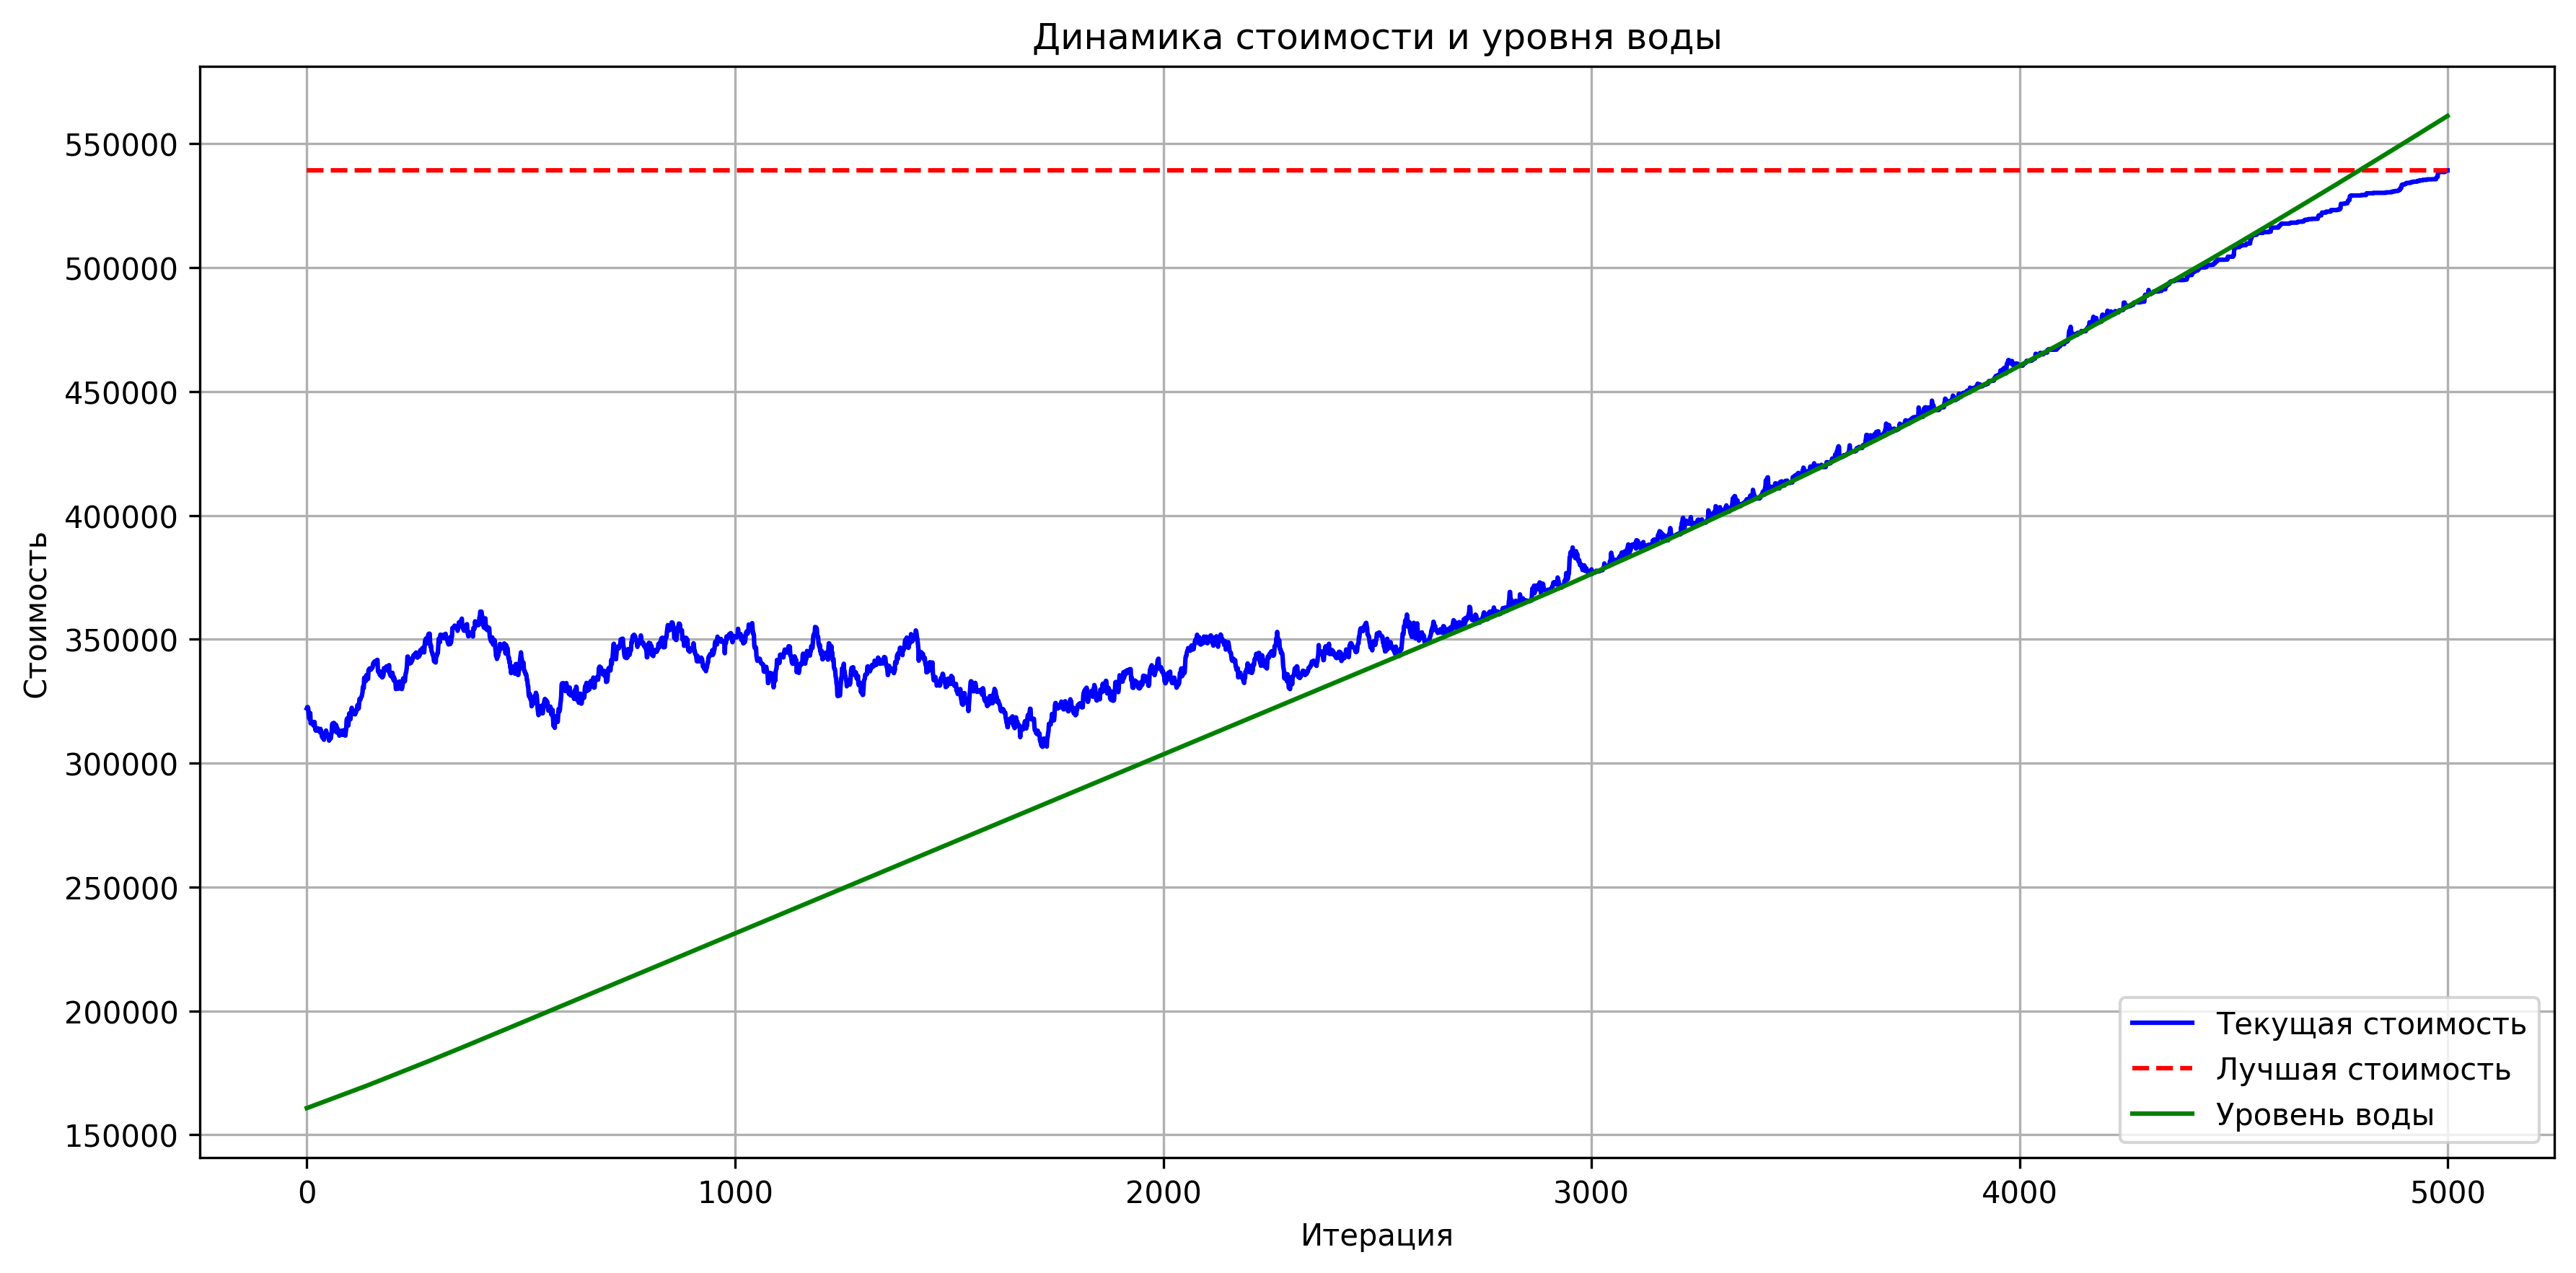 Динамика стоимости и уровня воды
Стоимость
550000
500000
450000
400000
350000
300000
250000
200000
150000
0 1000 2000 3000 4000 5000
Итерация
Текущая стоимость
Лучшая стоимость
Уровень воды